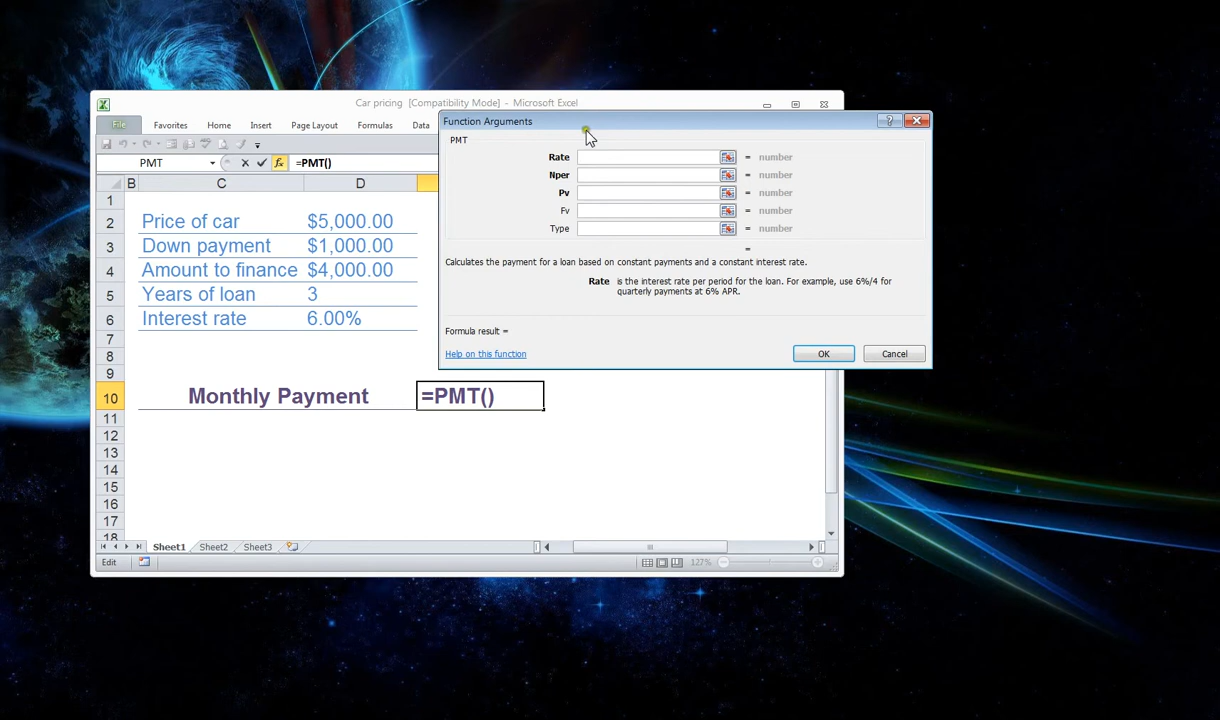 Car pricing [Compatibility Mode] - Microsoft Excel
File Favorites Home Insert Page Layout Formulas Data
PMT fx =PMT()
B C D
1
2 Price of car $5,000.00
3 Down payment $1,000.00
4 Amount to finance $4,000.00
5 Years of loan 3
6 Interest rate 6.00%
7
8
9
10 Monthly Payment =PMT()
11
12
13
14
15
16
17
18
Sheet1 Sheet2 Sheet3
Edit 127%
Function Arguments
PMT
Rate = number
Nper = number
Pv = number
Fv = number
Type = number
=
Calculates the payment for a loan based on constant payments and a constant interest rate.
Rate is the interest rate per period for the loan. For example, use 6%/4 for
quarterly payments at 6% APR.
Formula result =
Help on this function OK Cancel